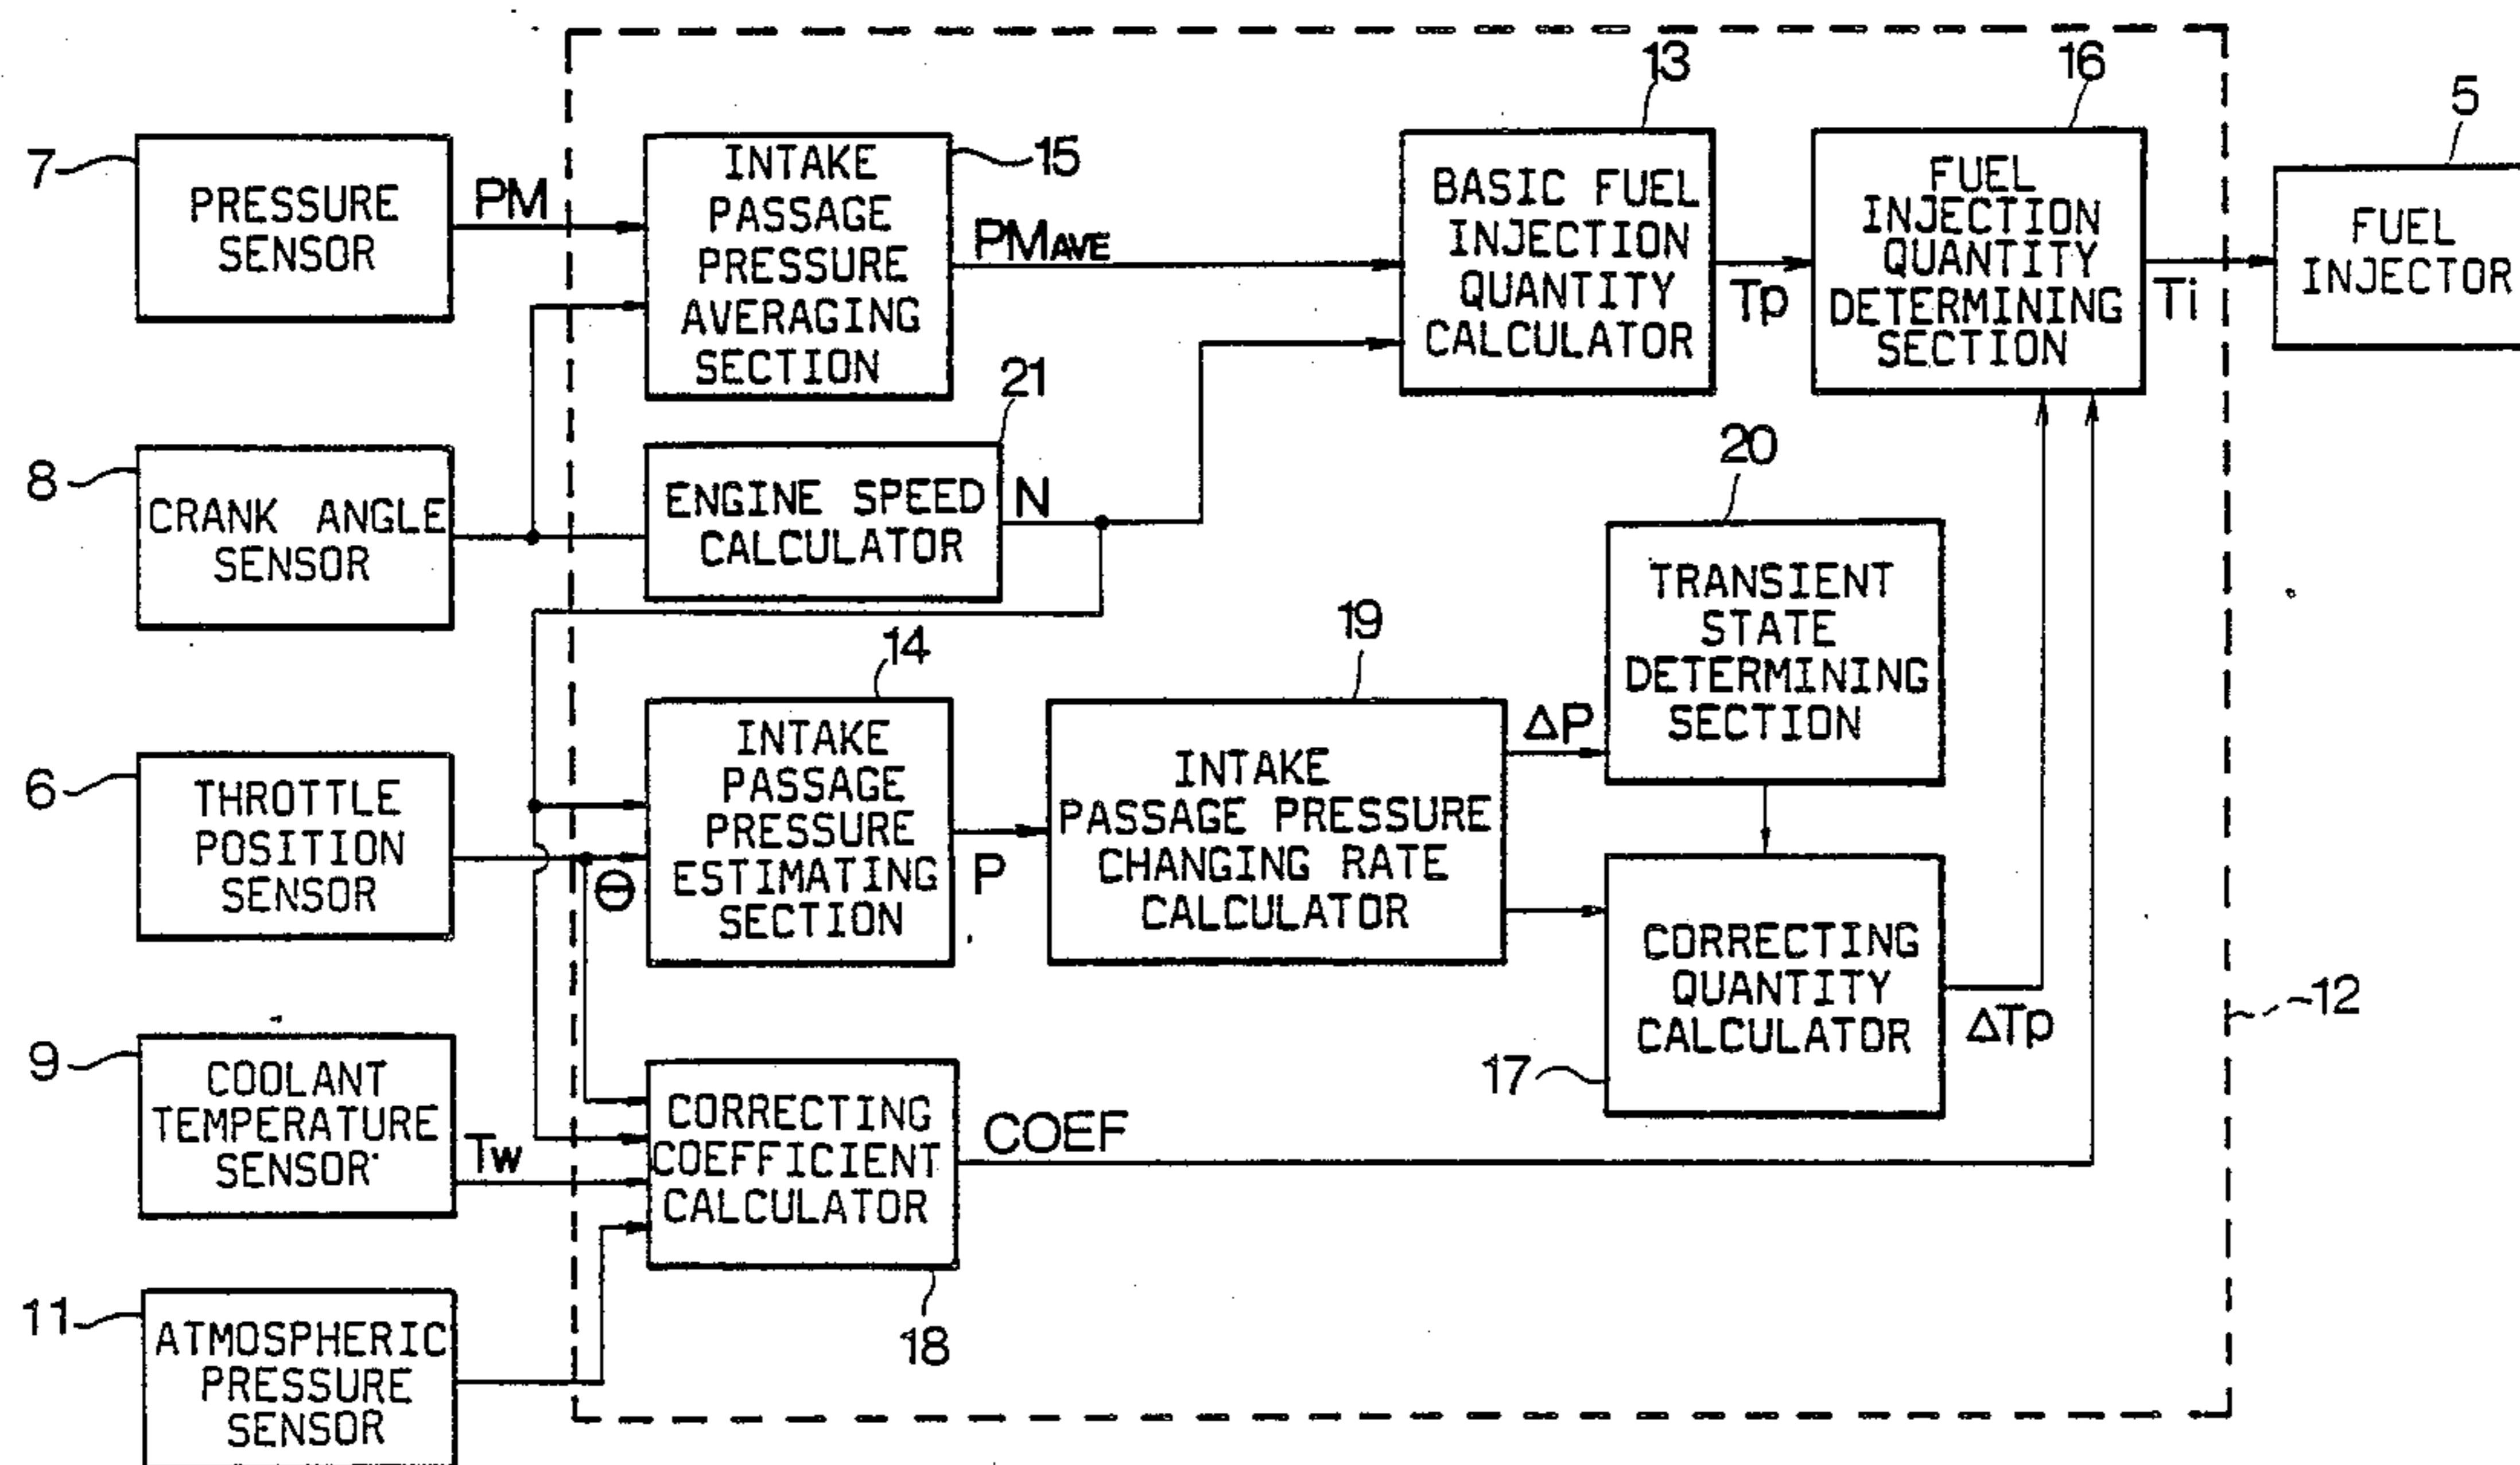 7
PRESSURE
SENSOR
PM
INTAKE
PASSAGE
PRESSURE
AVERAGING
SECTION
15
PMAVE
13
BASIC FUEL
INJECTION
QUANTITY
CALCULATOR
Tp
16
FUEL
INJECTION
QUANTITY
DETERMINING
SECTION
Ti
5
FUEL
INJECTOR
8
CRANK ANGLE
SENSOR
21
ENGINE SPEED
CALCULATOR
N
20
TRANSIENT
STATE
DETERMINING
SECTION
6
THROTTLE
POSITION
SENSOR
Θ
14
INTAKE
PASSAGE
PRESSURE
ESTIMATING
SECTION
P
19
INTAKE
PASSAGE PRESSURE
CHANGING RATE
CALCULATOR
ΔP
CORRECTING
QUANTITY
CALCULATOR
17
ΔTp
12
9
COOLANT
TEMPERATURE
SENSOR
Tw
CORRECTING
COEFFICIENT
CALCULATOR
COEF
18
11
ATMOSPHERIC
PRESSURE
SENSOR